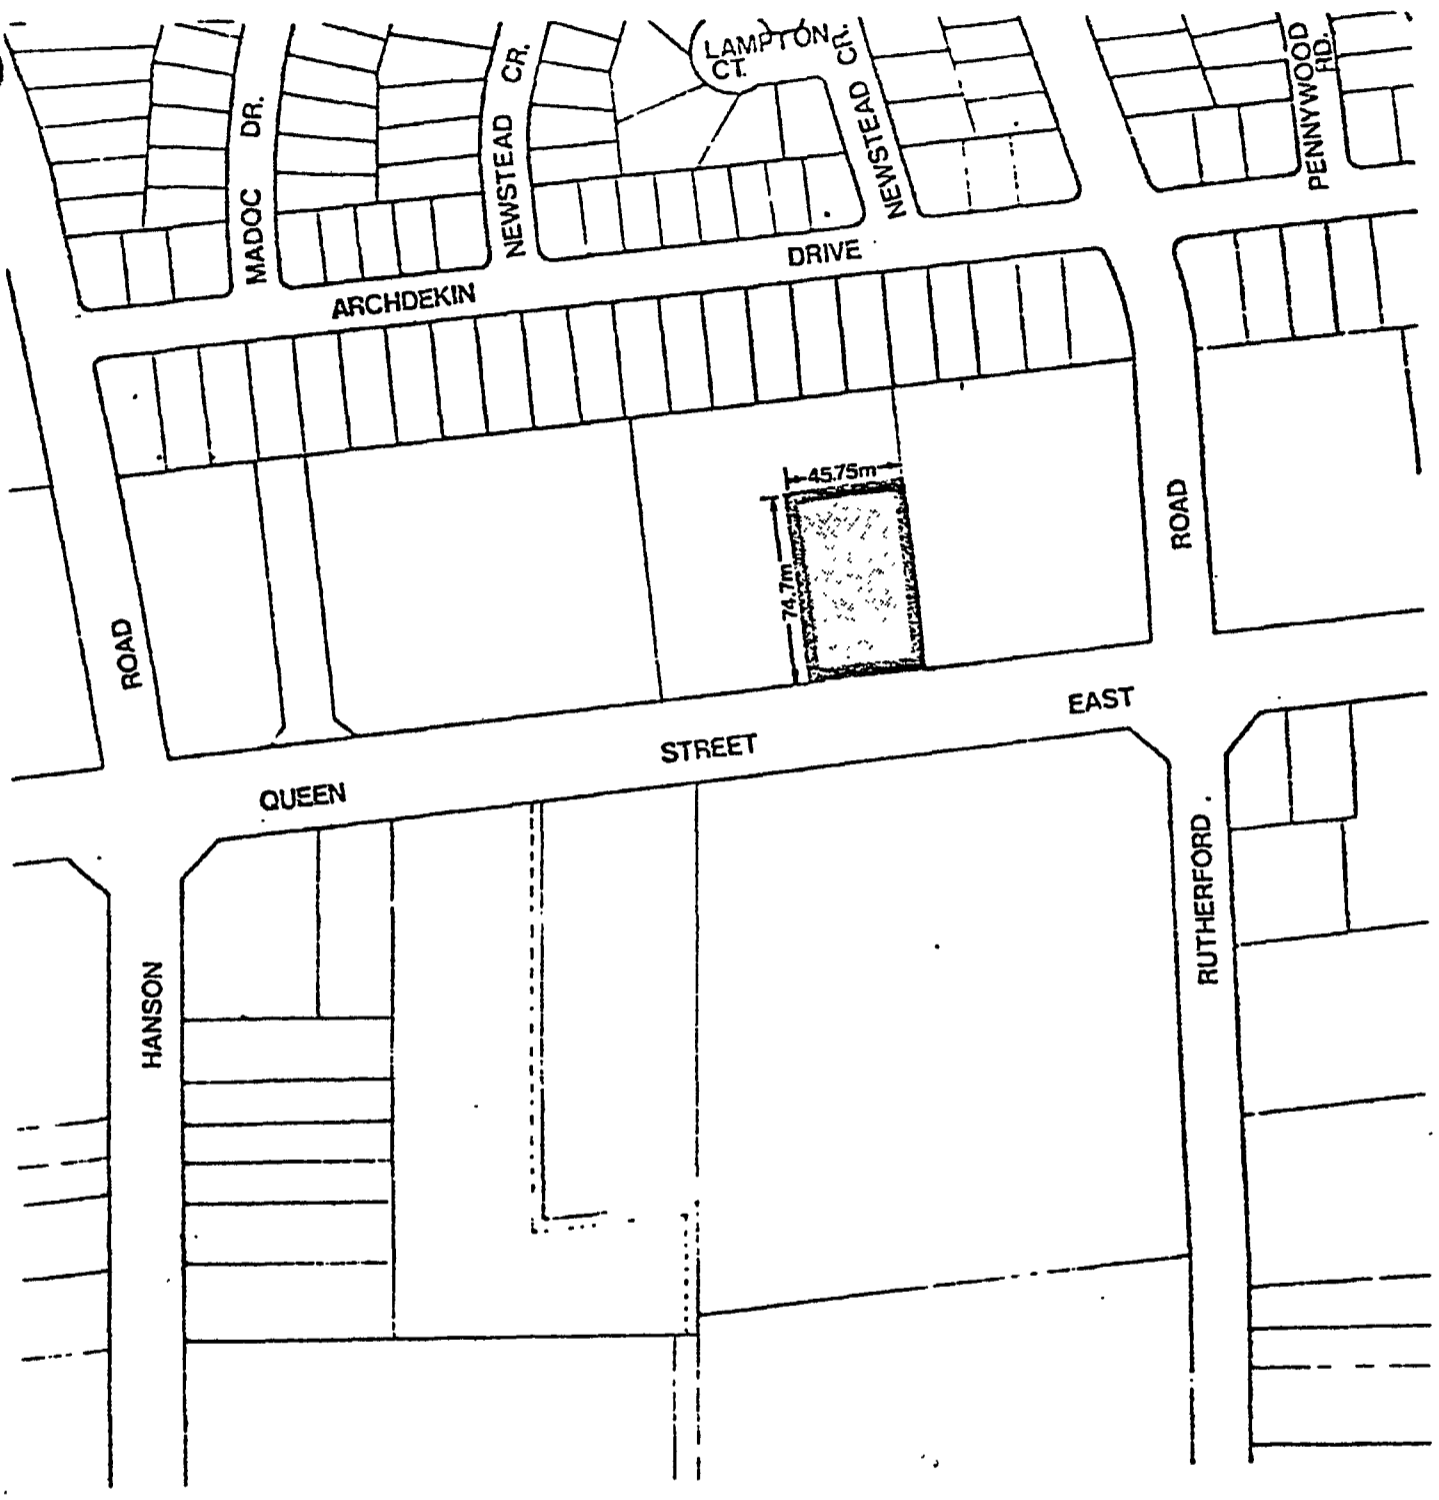 LAMPTON
CT.
MADOC DR.
NEWSTEAD CR.
NEWSTEAD CR.
PENNYWOOD
RD.
ARCHDEKIN DRIVE
45.75m
74.7m
ROAD
ROAD
QUEEN STREET EAST
HANSON
RUTHERFORD